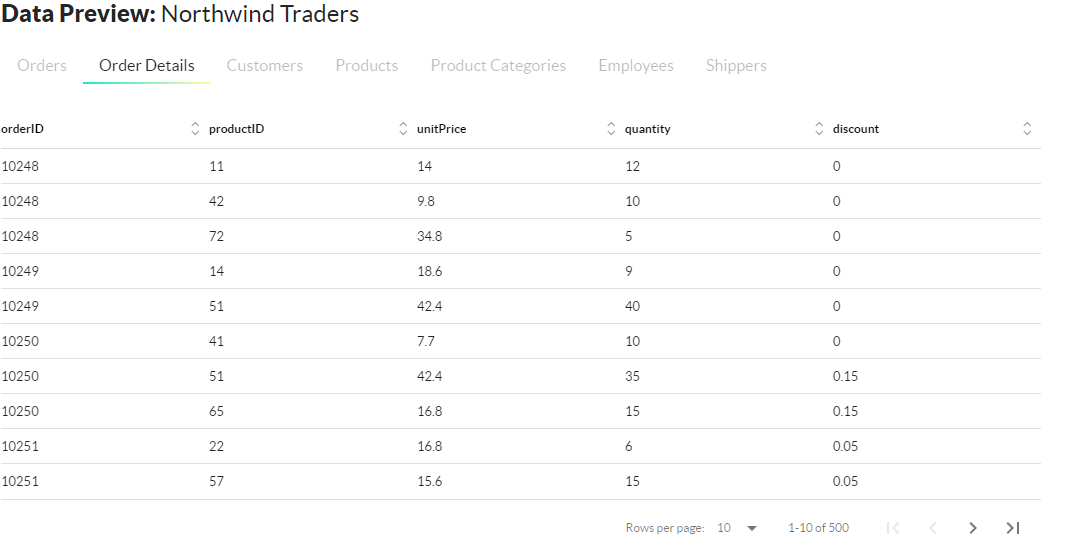 Data Preview: Northwind Traders
Orders Order Details Customers Products Product Categories Employees Shippers
orderID productID unitPrice quantity discount
10248 11 14 12 0
10248 42 9.8 10 0
10248 72 34.8 5 0
10249 14 18.6 9 0
10249 51 42.4 40 0
10250 41 7.7 10 0
10250 51 42.4 35 0.15
10250 65 16.8 15 0.15
10251 22 16.8 6 0.05
10251 57 15.6 15 0.05
Rows per page: 10 1-10 of 500